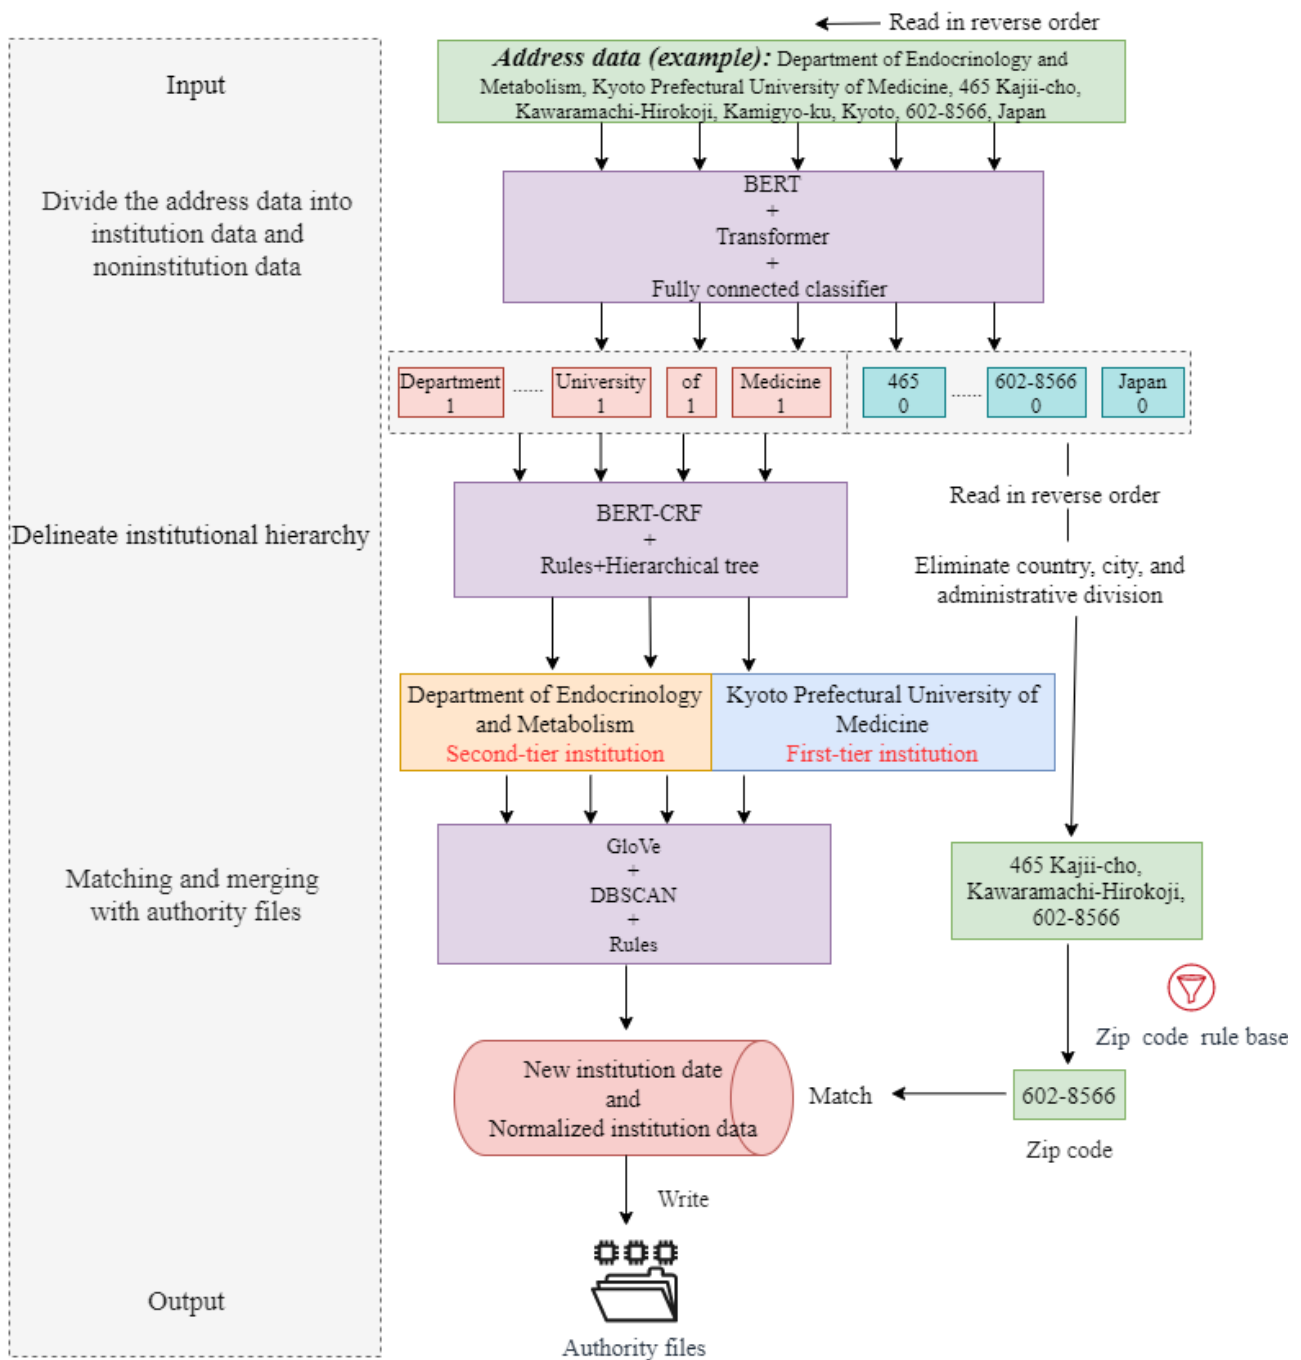 Read in reverse order
Input
Address data (example): Department of Endocrinology and
Metabolism, Kyoto Prefectural University of Medicine, 465 Kajii-cho,
Kawaramachi-Hirokoji, Kamigyo-ku, Kyoto, 602-8566, Japan
Divide the address data into
institution data and
noninstitution data
BERT
+
Transformer
+
Fully connected classifier
Department ...... University of Medicine 465 ...... 602-8566 Japan
1 1 1 1 0 0 0
Delineate institutional hierarchy
BERT-CRF
+
Rules+Hierarchical tree
Read in reverse order
Eliminate country, city, and
administrative division
Department of Endocrinology
and Metabolism
Second-tier institution
Kyoto Prefectural University of
Medicine
First-tier institution
Matching and merging
with authority files
GloVe
+
DBSCAN
+
Rules
465 Kajii-cho,
Kawaramachi-Hirokoji,
602-8566
Zip code rule base
New institution date
and
Normalized institution data
Match
602-8566
Zip code
Write
Output
Authority files